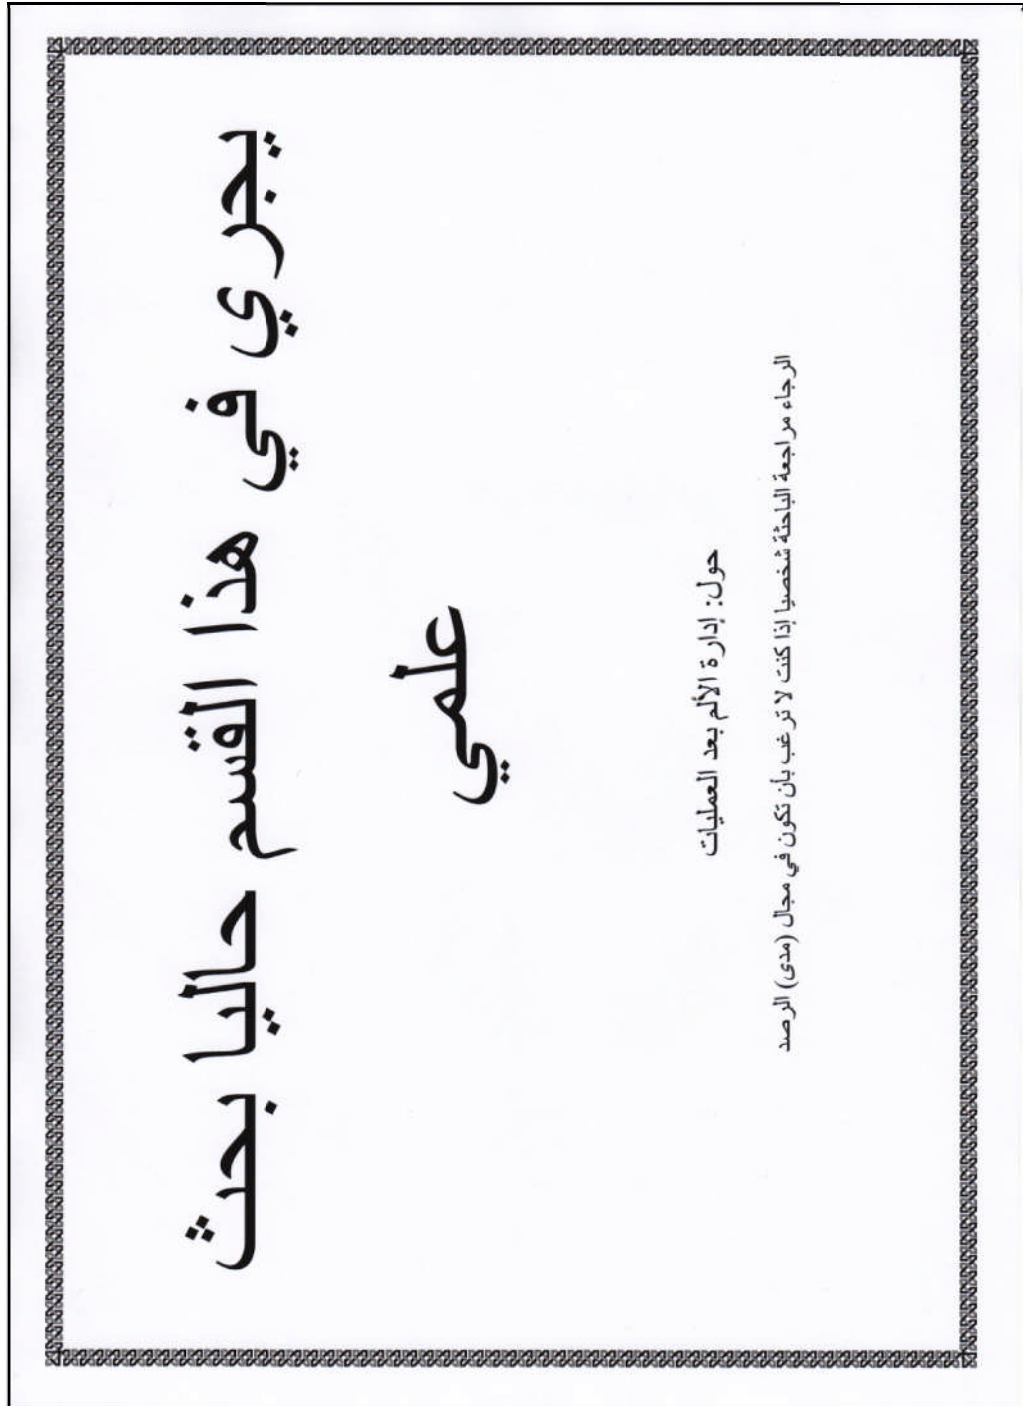 يجري في هذا القسم حاليا بحث
علمي
حول: إدارة الألم بعد العمليات
الرجاء مراجعة الباحثة شخصيا إذا كنت لا ترغب بأن تكون في مجال (مدى) الرصد